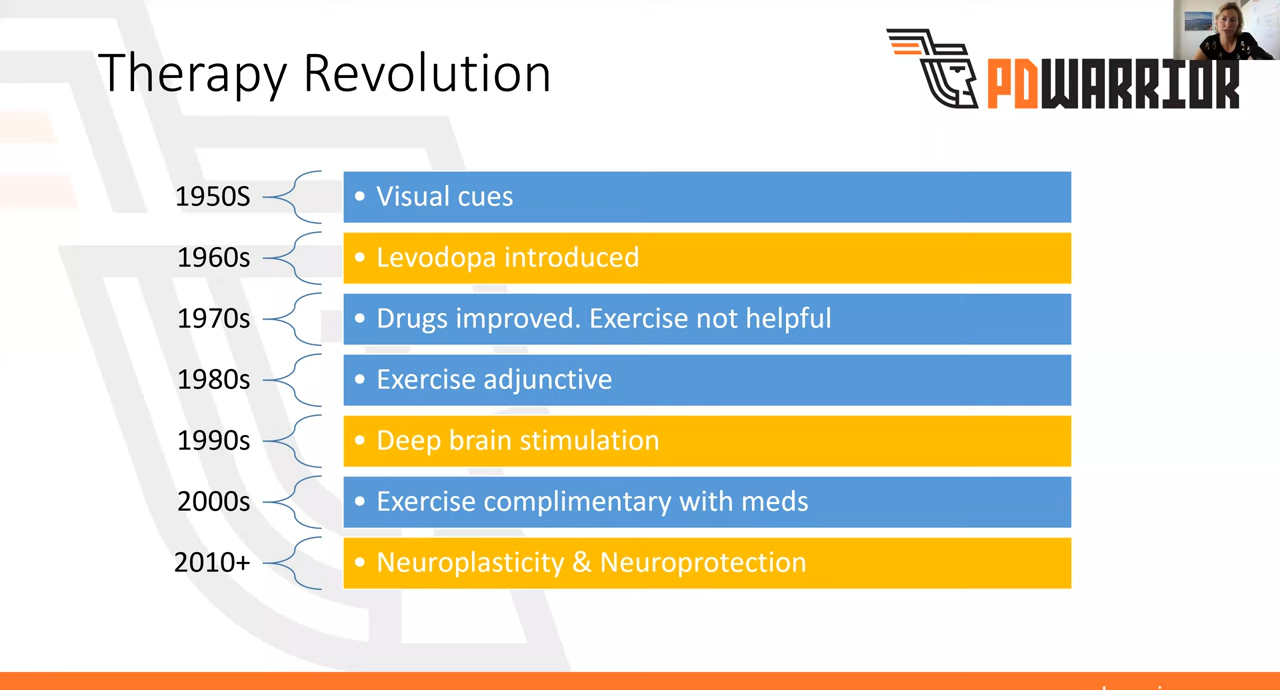 Therapy Revolution
PDWARRIOR
1950S
• Visual cues
1960s
• Levodopa introduced
1970s
• Drugs improved. Exercise not helpful
1980s
• Exercise adjunctive
1990s
• Deep brain stimulation
2000s
• Exercise complimentary with meds
2010+
• Neuroplasticity & Neuroprotection